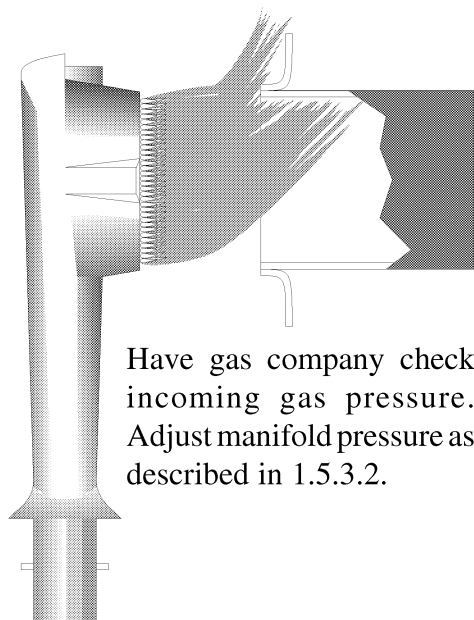 Have gas company check
incoming gas pressure.
Adjust manifold pressure as
described in 1.5.3.2.